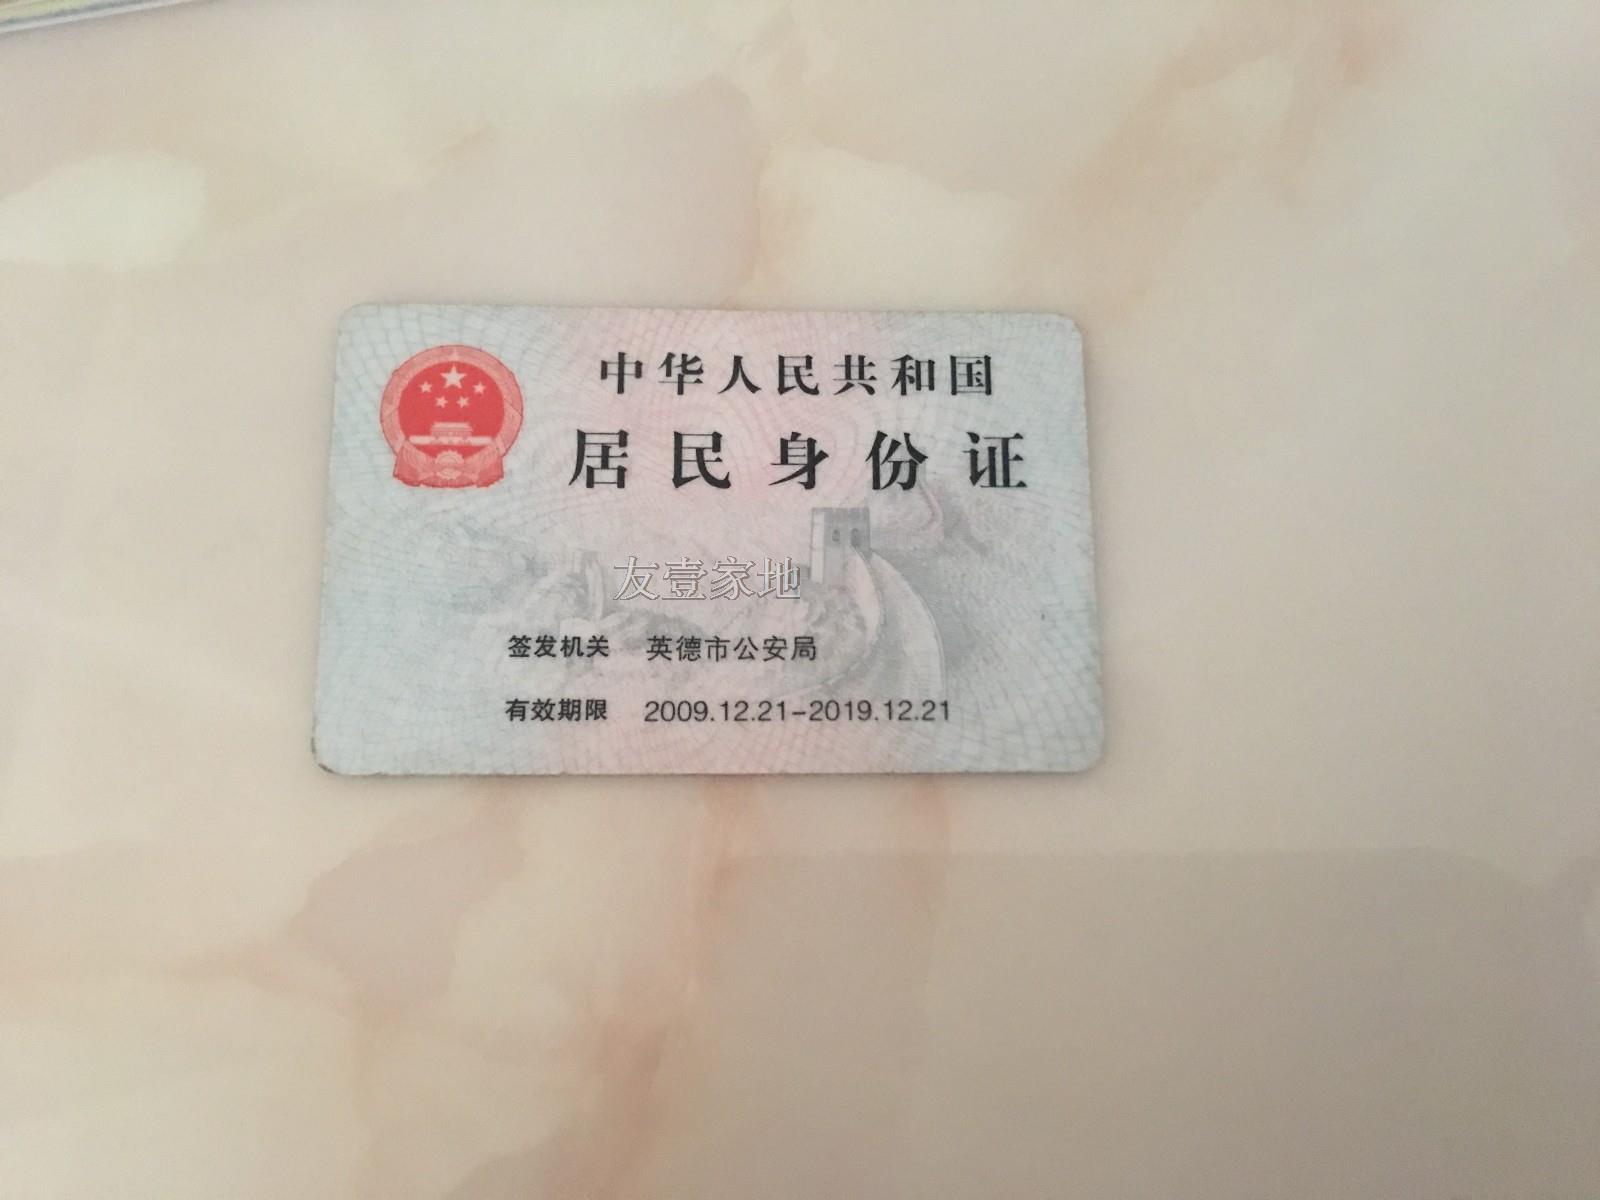 中华人民共和国
居民身份证
友壹家地
签发机关 英德市公安局
有效期限 2009.12.21-2019.12.21